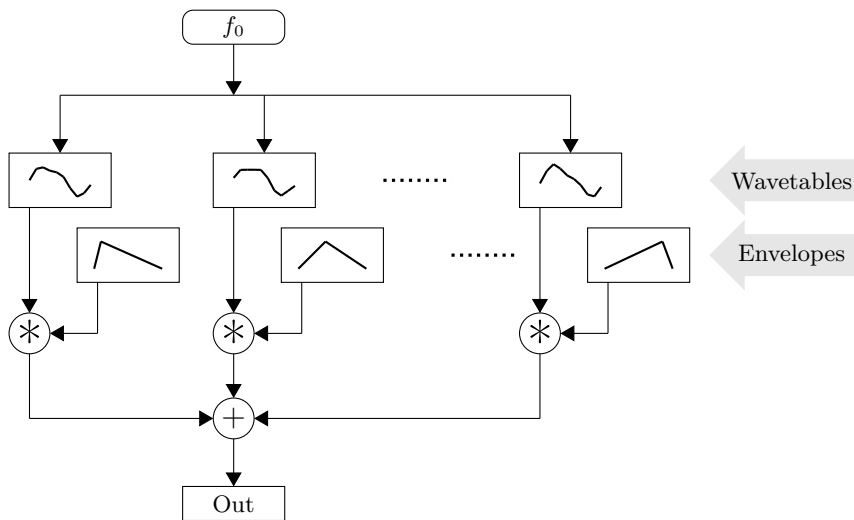 f₀
Wavetables
Envelopes
*
*
*
+
Out